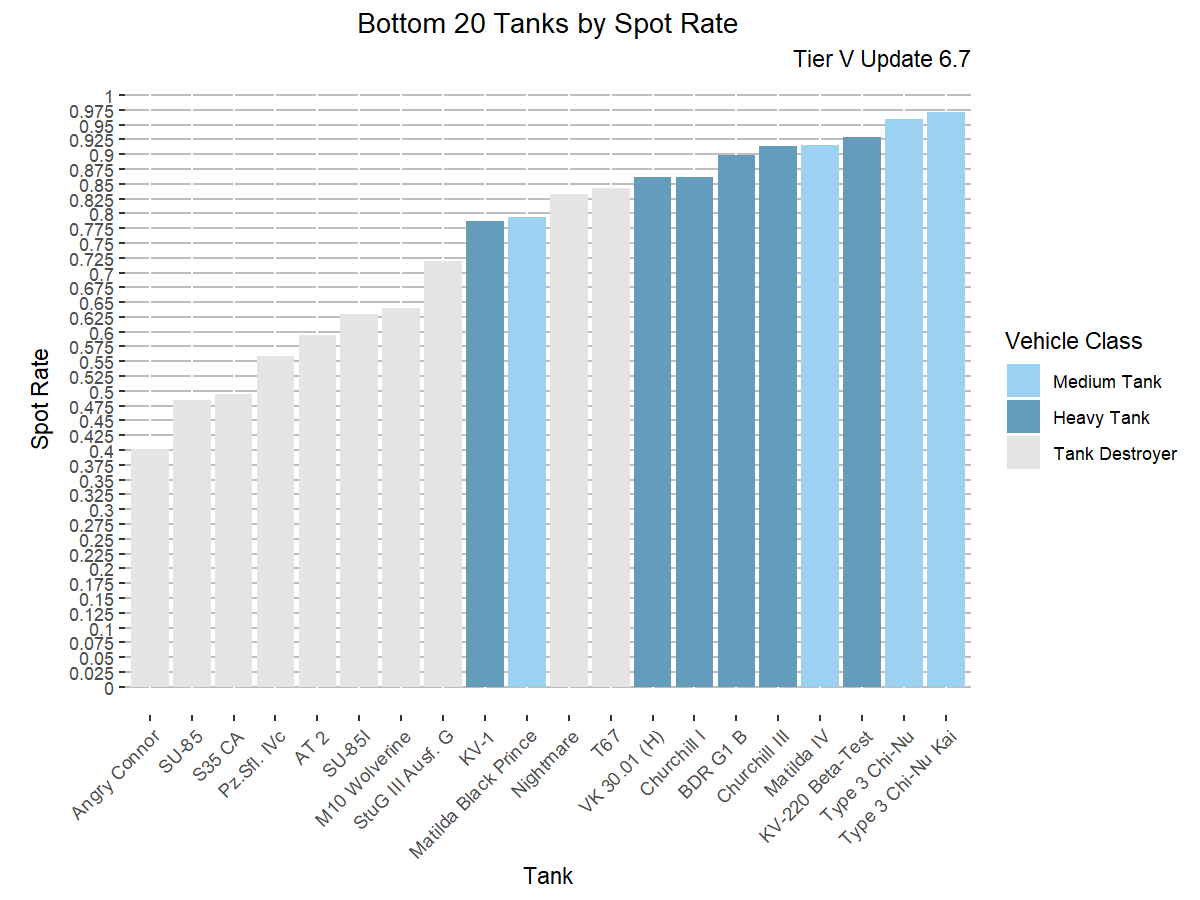 Bottom 20 Tanks by Spot Rate
Tier V Update 6.7
1
0.975
0.95
0.925
0.9
0.875
0.85
0.825
0.8
0.775
0.75
0.725
0.7
0.675
0.65
0.625
0.6
0.575
0.55
0.525
0.5
0.475
0.45
0.425
0.4
0.375
0.35
0.325
0.3
0.275
0.25
0.225
0.2
0.175
0.15
0.125
0.1
0.075
0.05
0.025
0
Spot Rate
Angry Connor
SU-85
S35 CA
Pz.Sfl. IVc
AT 2
SU-85I
M10 Wolverine
StuG III Ausf. G
KV-1
Matilda Black Prince
Nightmare
T67
VK 30.01 (H)
Churchill I
BDR G1 B
Churchill III
Matilda IV
KV-220 Beta-Test
Type 3 Chi-Nu
Type 3 Chi-Nu Kai
Tank
Vehicle Class
Medium Tank
Heavy Tank
Tank Destroyer